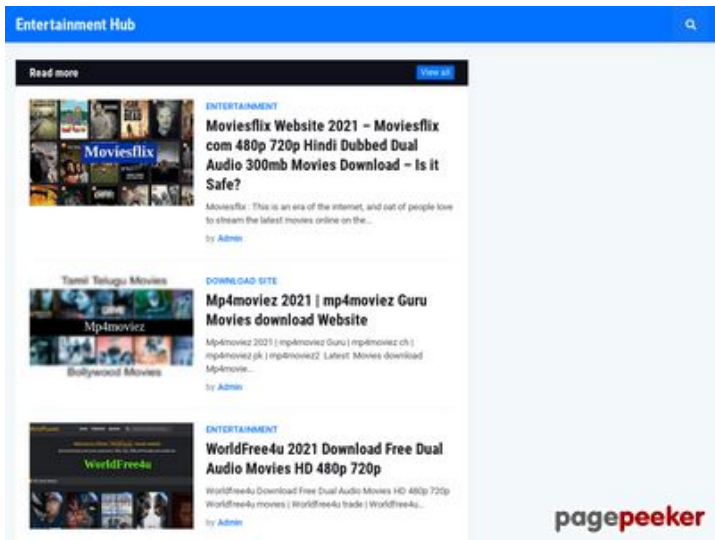 Entertainment Hub
Read more
View all
Moviesflix
ENTERTAINMENT
Moviesflix Website 2021 – Moviesflix
com 480p 720p Hindi Dubbed Dual
Audio 300mb Movies Download – Is it
Safe?
Moviesflix : This is an era of the internet, and oat of people love
to stream the latest movies online on the...
by Admin
Tamil Telugu Movies
Mp4moviez
Bollywood Movies
DOWNLOAD SITE
Mp4moviez 2021 | mp4moviez Guru
Movies download Website
Mp4moviez 2021 | mp4moviez Guru | mp4moviez ch |
mp4moviez pk | mp4moviez2 Latest Movies download
Mp4movie...
by Admin
WorldFree4u
ENTERTAINMENT
WorldFree4u 2021 Download Free Dual
Audio Movies HD 480p 720p
Worldfree4u Download Free Dual Audio Movies HD 480p 720p
Worldfree4u movies | Worldfree4u trade | Worldfree4u...
by Admin
pagepeeker